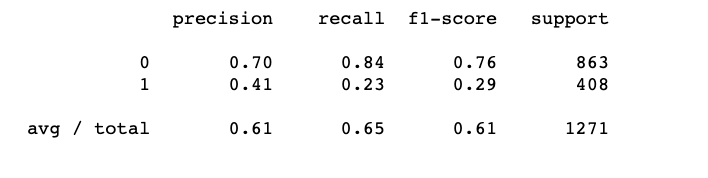 precision recall f1-score support
0 0.70 0.84 0.76 863
1 0.41 0.23 0.29 408
avg / total 0.61 0.65 0.61 1271